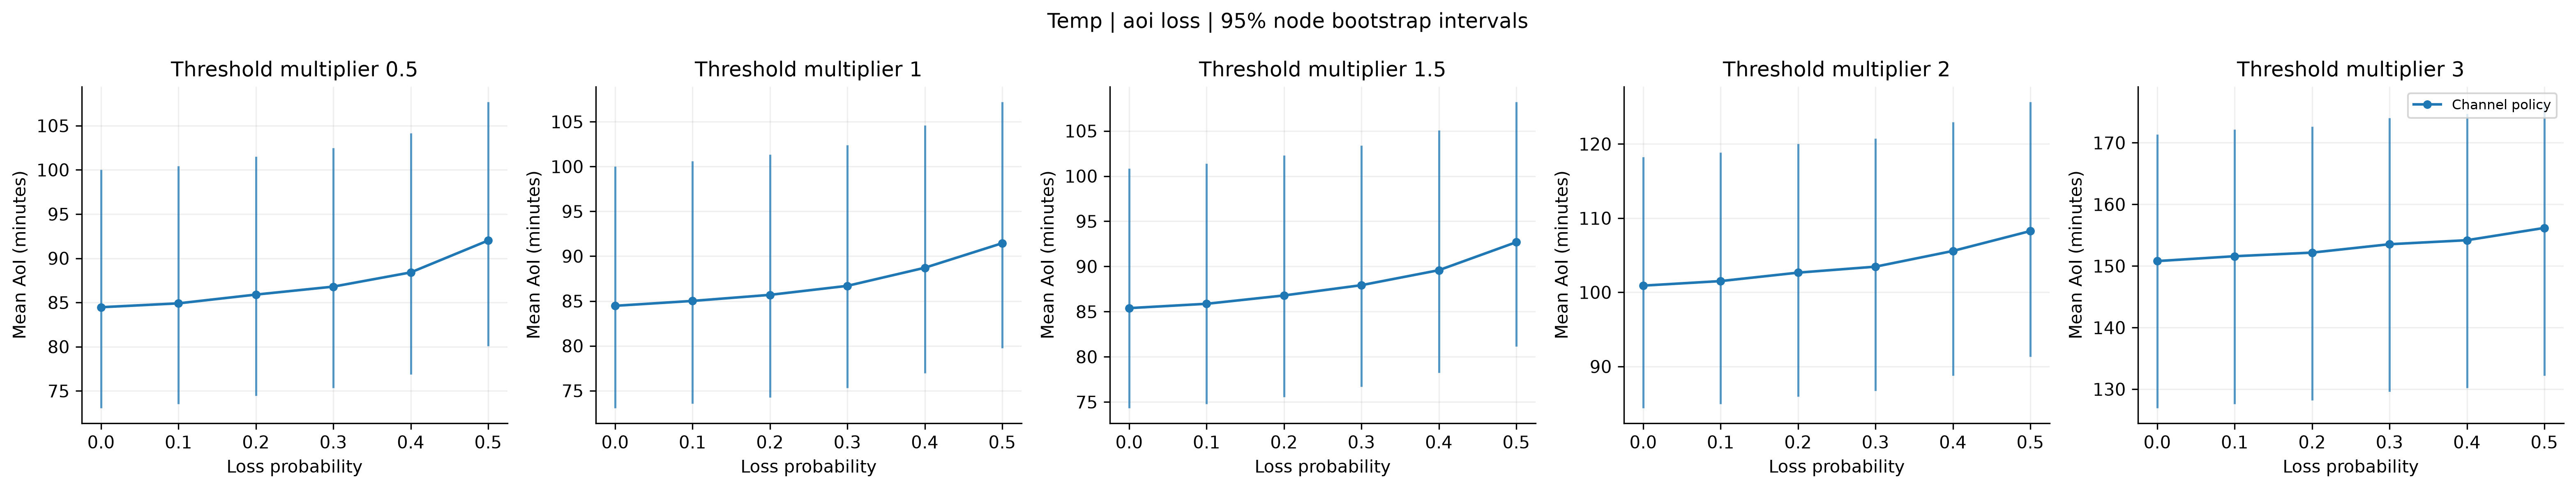 Temp | aoi loss | 95% node bootstrap intervals
Threshold multiplier 0.5
Mean AoI (minutes)
105
100
95
90
85
80
75
0.0 0.1 0.2 0.3 0.4 0.5
Loss probability
Threshold multiplier 1
Mean AoI (minutes)
105
100
95
90
85
80
75
0.0 0.1 0.2 0.3 0.4 0.5
Loss probability
Threshold multiplier 1.5
Mean AoI (minutes)
105
100
95
90
85
80
75
0.0 0.1 0.2 0.3 0.4 0.5
Loss probability
Threshold multiplier 2
Mean AoI (minutes)
120
110
100
90
0.0 0.1 0.2 0.3 0.4 0.5
Loss probability
Threshold multiplier 3
Channel policy
Mean AoI (minutes)
170
160
150
140
130
0.0 0.1 0.2 0.3 0.4 0.5
Loss probability